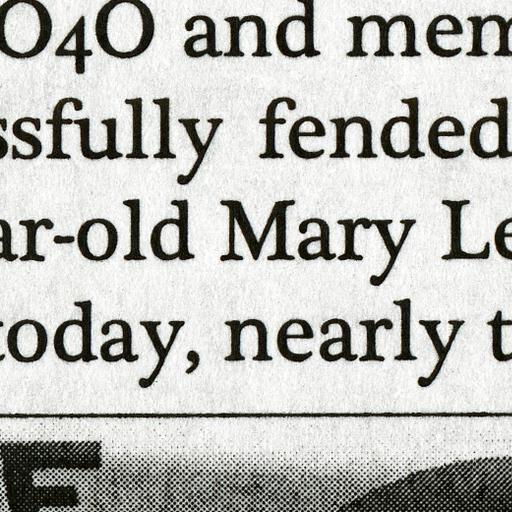 O4O and mem
ssfully fended
ar-old Mary Le
today, nearly t
E